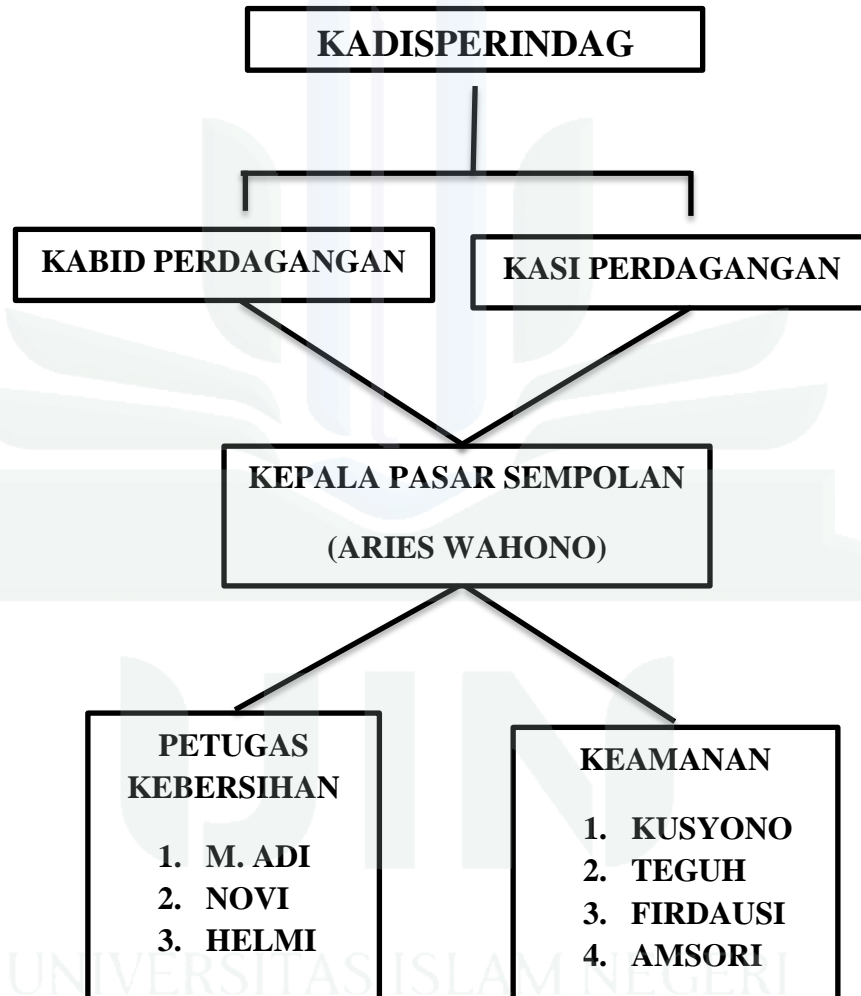 KADISPERINDAG
KABID PERDAGANGAN
KASI PERDAGANGAN
KEPALA PASAR SEMPOLAN
(ARIES WAHONO)
PETUGAS
KEBERSIHAN
1. M. ADI
2. NOVI
3. HELMI
KEAMANAN
1. KUSYONO
2. TEGUH
3. FIRDAUSI
4. AMSORI
UIN
UNIVERSITAS ISLAM NEGERI